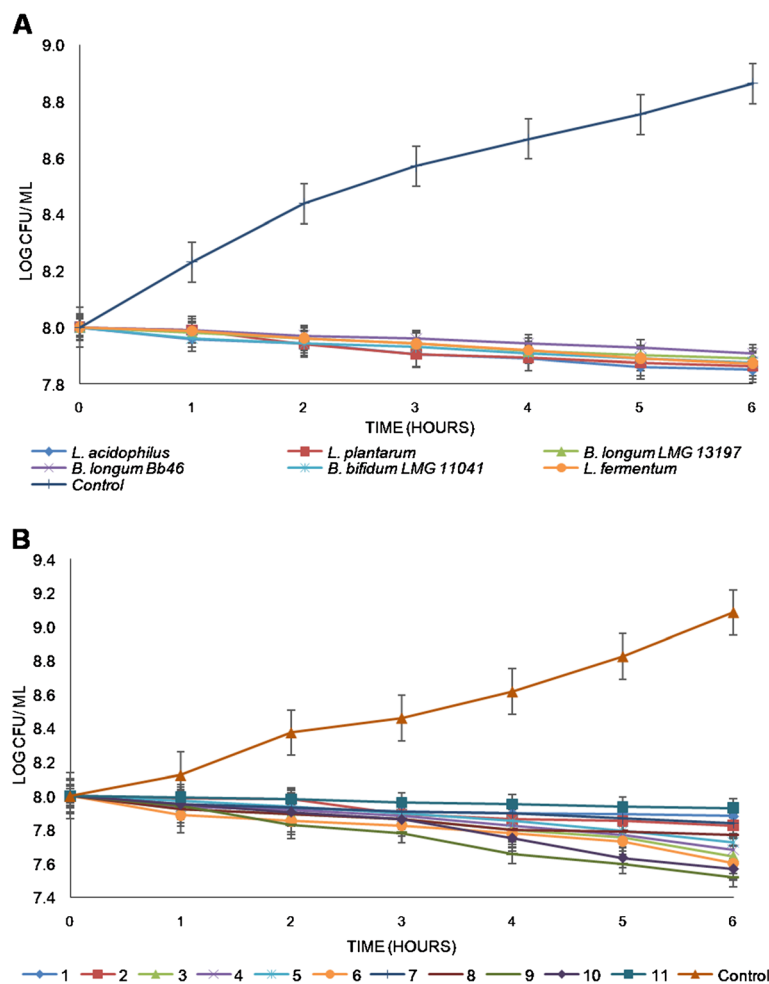 A
9.0
8.8
8.6
8.4
8.2
8.0
7.8
LOG CFU/ ML
0 1 2 3 4 5 6
TIME (HOURS)
L. acidophilus L. plantarum B. longum LMG 13197
B. longum Bb46 B. bifidum LMG 11041 L. fermentum
Control
B
9.4
9.2
9.0
8.8
8.6
8.4
8.2
8.0
7.8
7.6
7.4
LOG CFU/ ML
0 1 2 3 4 5 6
TIME (HOURS)
1 2 3 4 5 6 7 8 9 10 11 Control